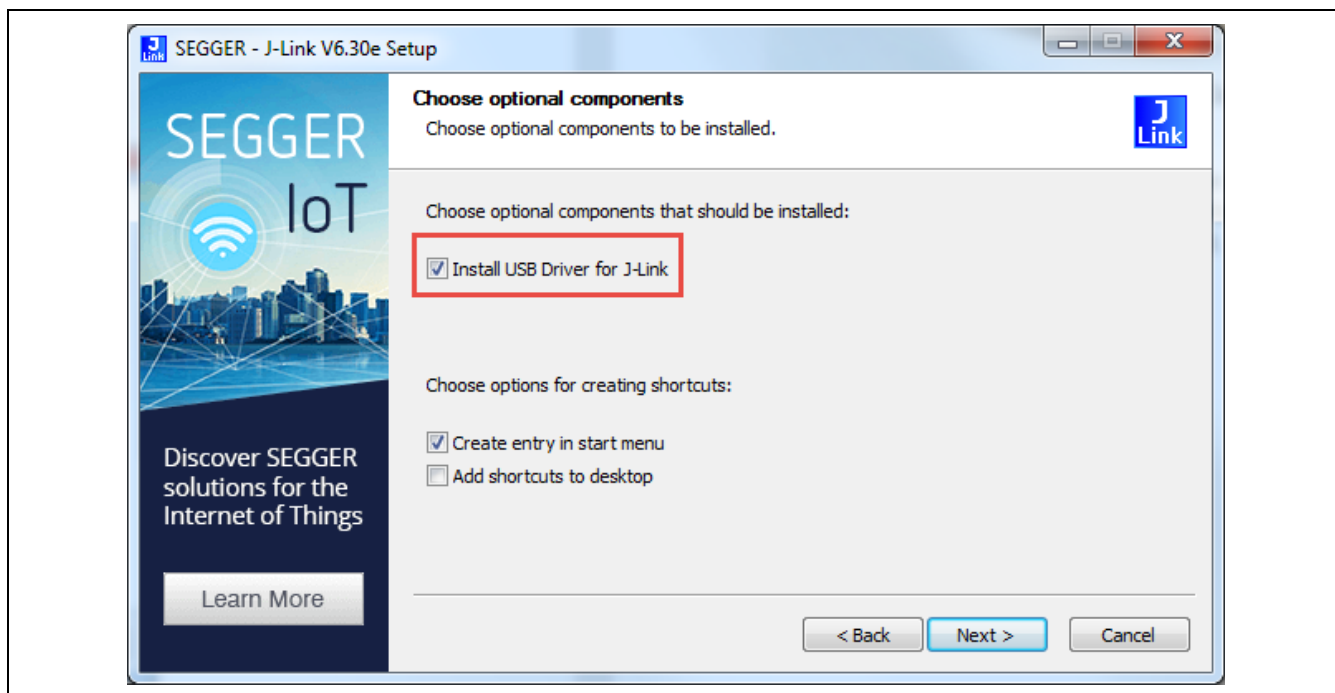 J
Link
SEGGER - J-Link V6.30e Setup
SEGGER
IoT
Discover SEGGER
solutions for the
Internet of Things
Learn More
Choose optional components
Choose optional components to be installed.
J
Link
Choose optional components that should be installed:
Install USB Driver for J-Link
Choose options for creating shortcuts:
Create entry in start menu
Add shortcuts to desktop
< Back
Next >
Cancel